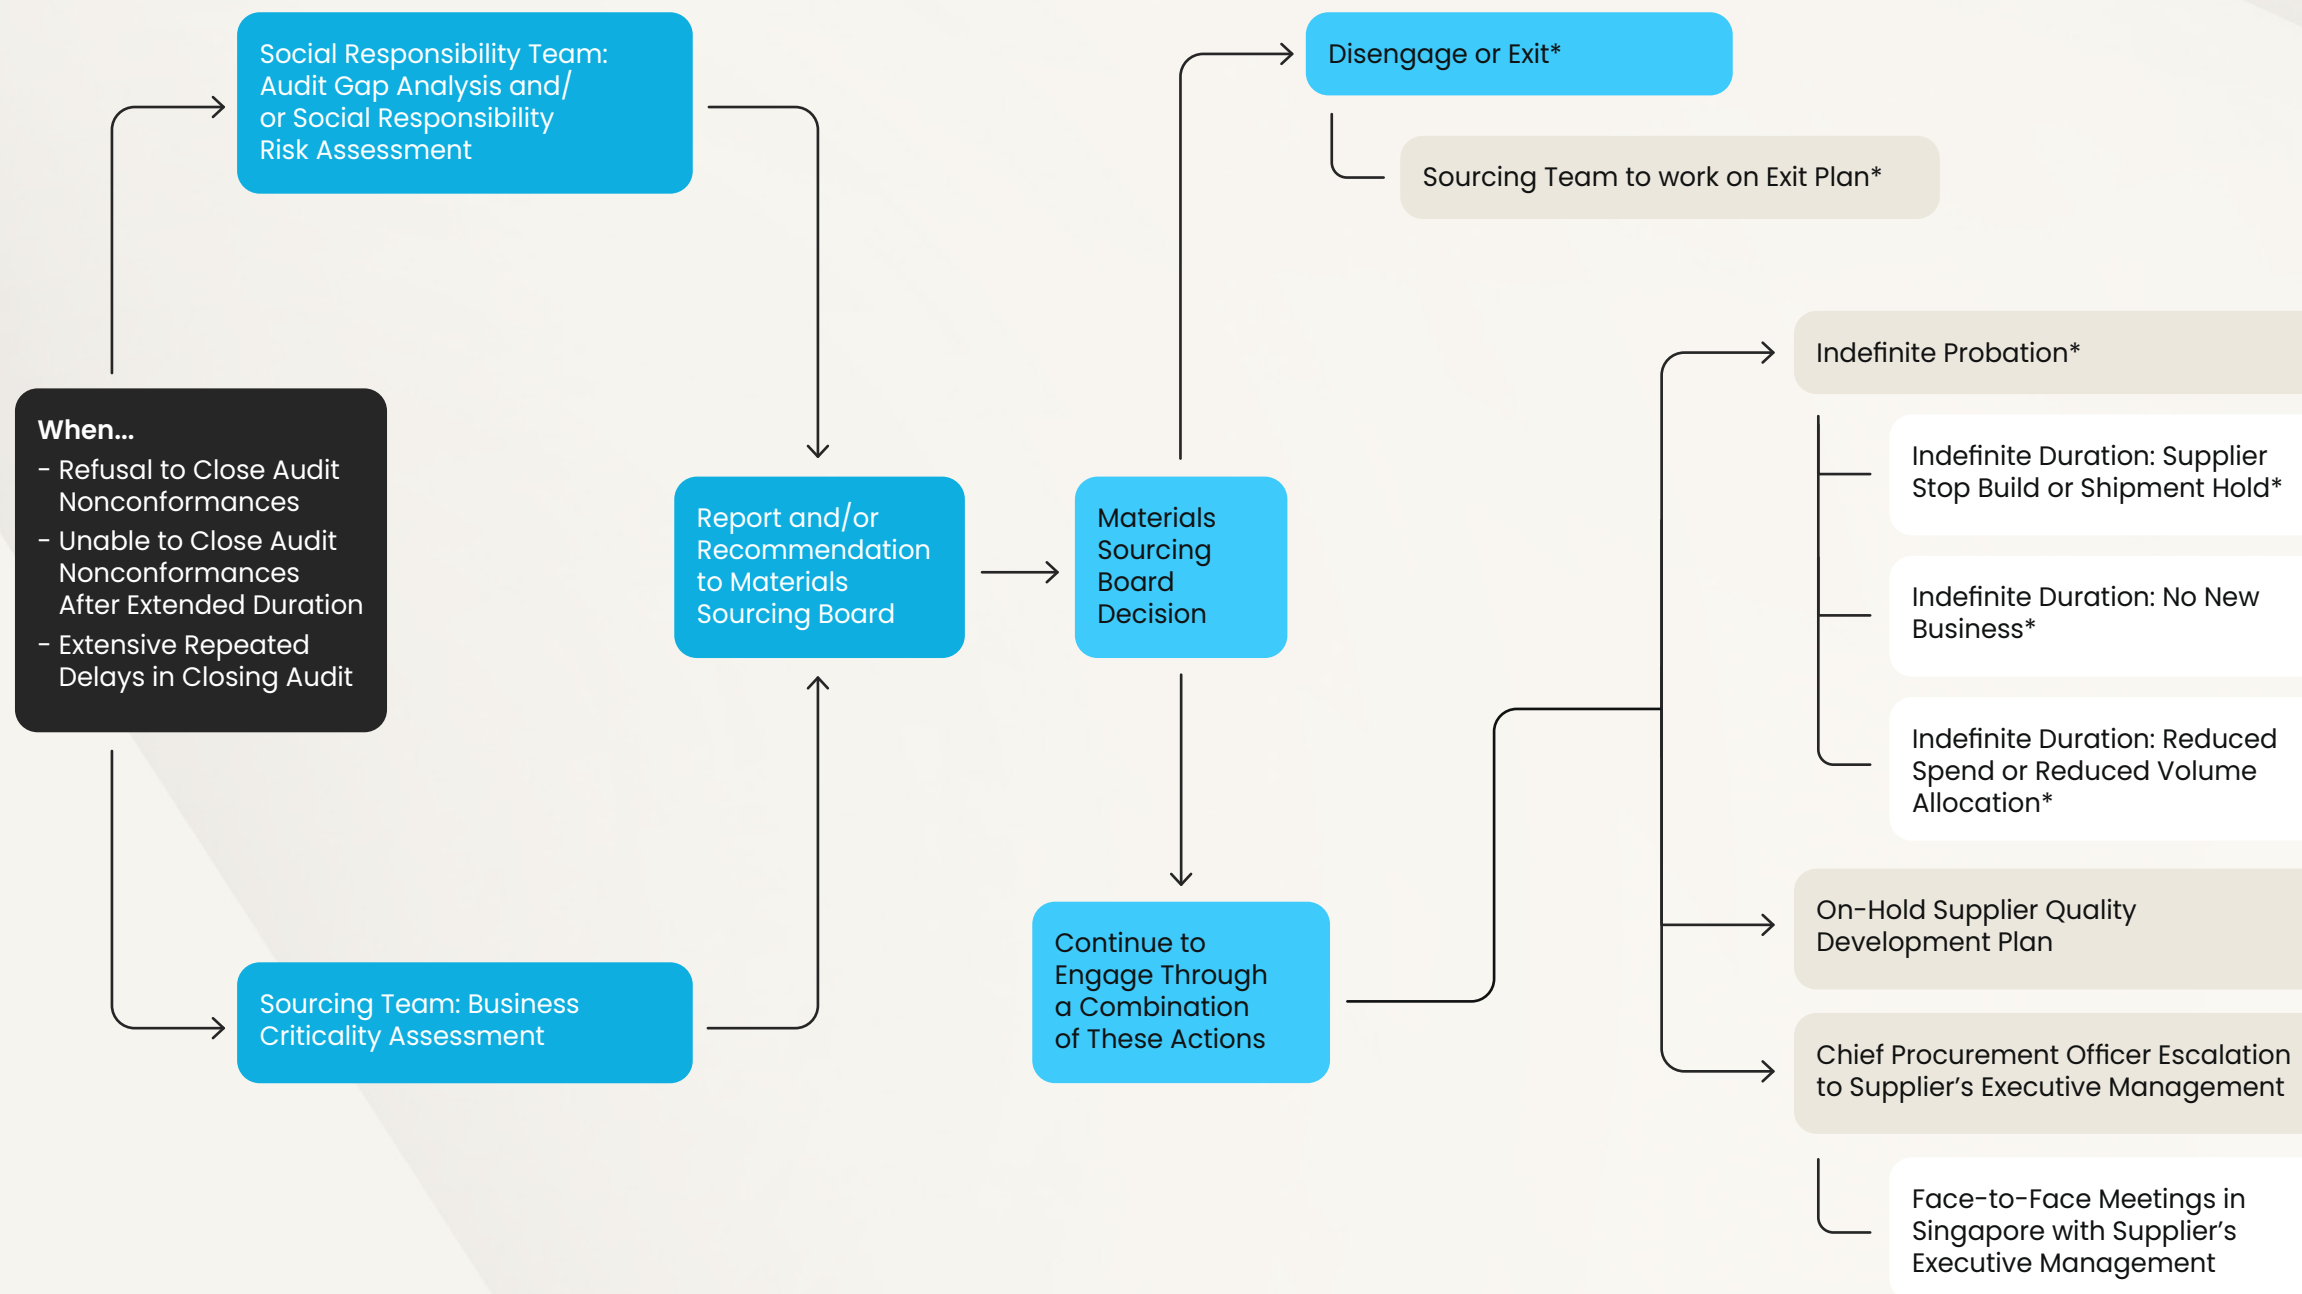 Social Responsibility Team:
Audit Gap Analysis and/
or Social Responsibility
Risk Assessment
When...
- Refusal to Close Audit
Nonconformances
- Unable to Close Audit
Nonconformances
After Extended Duration
- Extensive Repeated
Delays in Closing Audit
Sourcing Team: Business
Criticality Assessment
Report and/or
Recommendation
to Materials
Sourcing Board
Materials
Sourcing
Board
Decision
Disengage or Exit*
Sourcing Team to work on Exit Plan*
Continue to
Engage Through
a Combination
of These Actions
Indefinite Probation*
Indefinite Duration: Supplier
Stop Build or Shipment Hold*
Indefinite Duration: No New
Business*
Indefinite Duration: Reduced
Spend or Reduced Volume
Allocation*
On-Hold Supplier Quality
Development Plan
Chief Procurement Officer Escalation
to Supplier’s Executive Management
Face-to-Face Meetings in
Singapore with Supplier’s
Executive Management